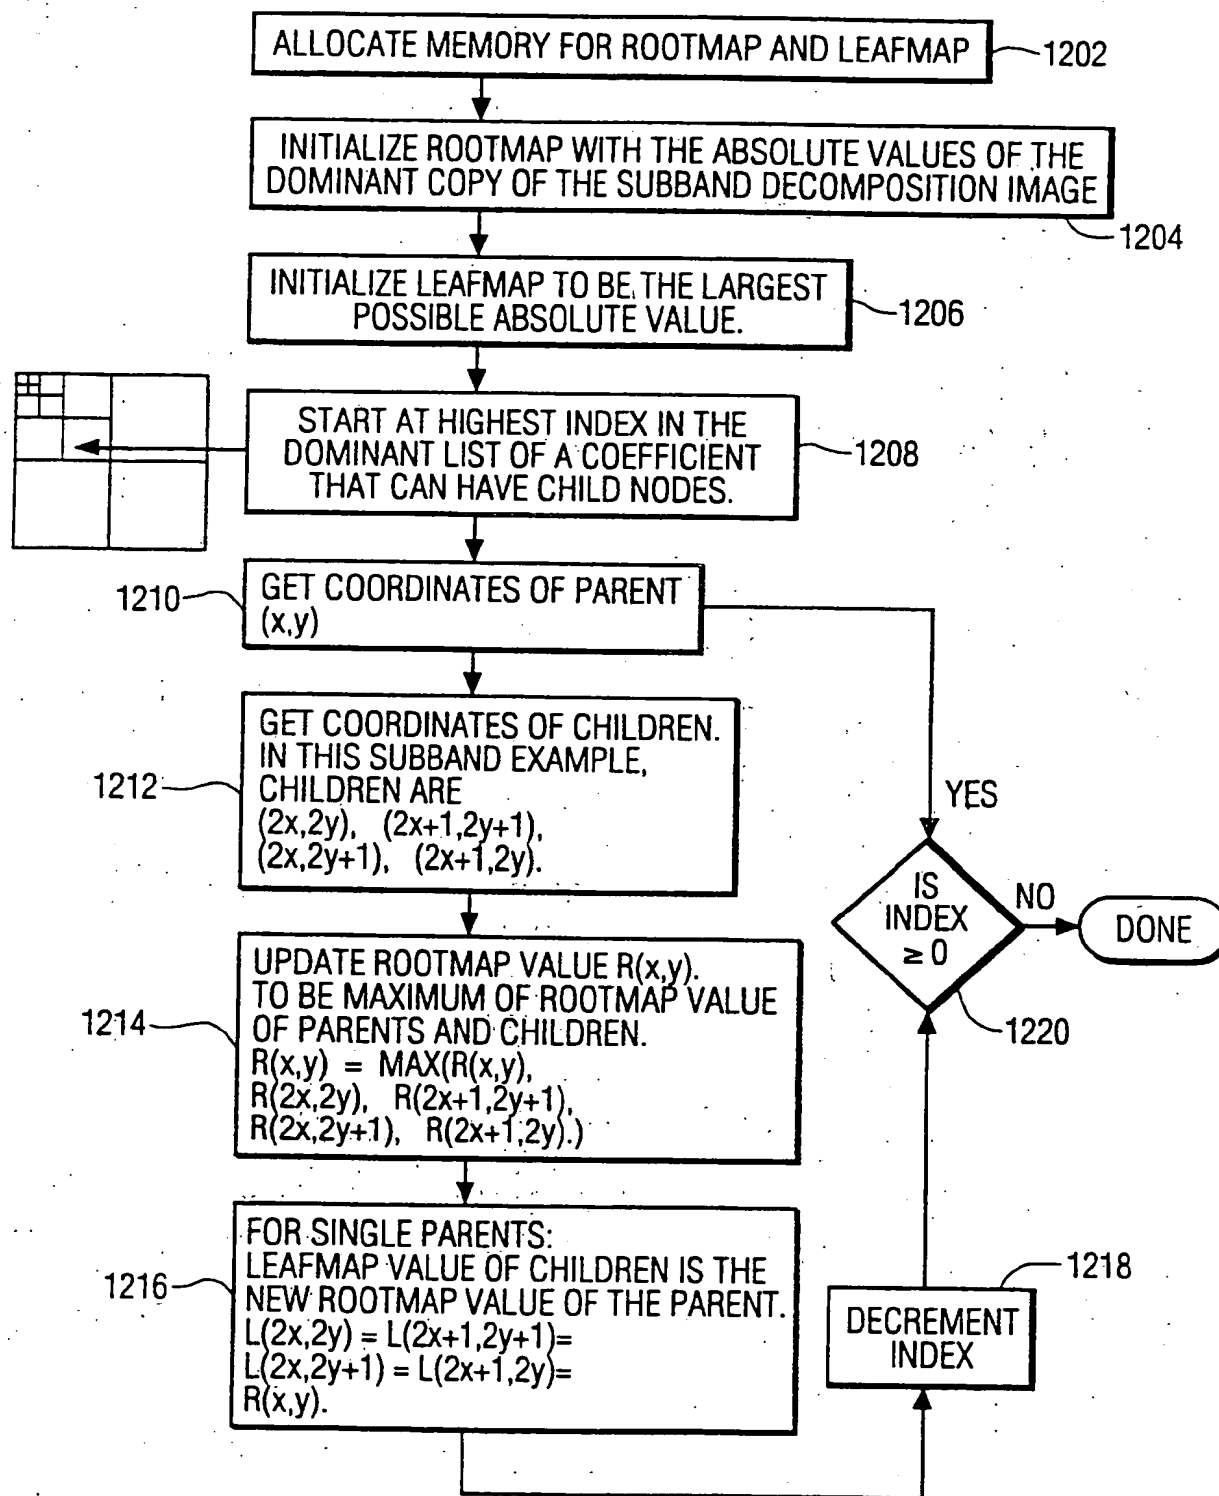 ALLOCATE MEMORY FOR ROOTMAP AND LEAFMAP
1202
INITIALIZE ROOTMAP WITH THE ABSOLUTE VALUES OF THE
DOMINANT COPY OF THE SUBBAND DECOMPOSITION IMAGE
1204
INITIALIZE LEAFMAP TO BE THE LARGEST
POSSIBLE ABSOLUTE VALUE.
1206
START AT HIGHEST INDEX IN THE
DOMINANT LIST OF A COEFFICIENT
THAT CAN HAVE CHILD NODES.
1208
1210
GET COORDINATES OF PARENT
(x,y)
1212
GET COORDINATES OF CHILDREN.
IN THIS SUBBAND EXAMPLE,
CHILDREN ARE
(2x,2y), (2x+1,2y+1),
(2x,2y+1), (2x+1,2y).
YES
IS
INDEX
≥ 0
NO
DONE
1220
1214
UPDATE ROOTMAP VALUE R(x,y).
TO BE MAXIMUM OF ROOTMAP VALUE
OF PARENTS AND CHILDREN.
R(x,y) = MAX(R(x,y),
R(2x,2y), R(2x+1,2y+1),
R(2x,2y+1), R(2x+1,2y).)
1216
FOR SINGLE PARENTS:
LEAFMAP VALUE OF CHILDREN IS THE
NEW ROOTMAP VALUE OF THE PARENT.
L(2x,2y) = L(2x+1,2y+1)=
L(2x,2y+1) = L(2x+1,2y)=
R(x,y).
1218
DECREMENT
INDEX